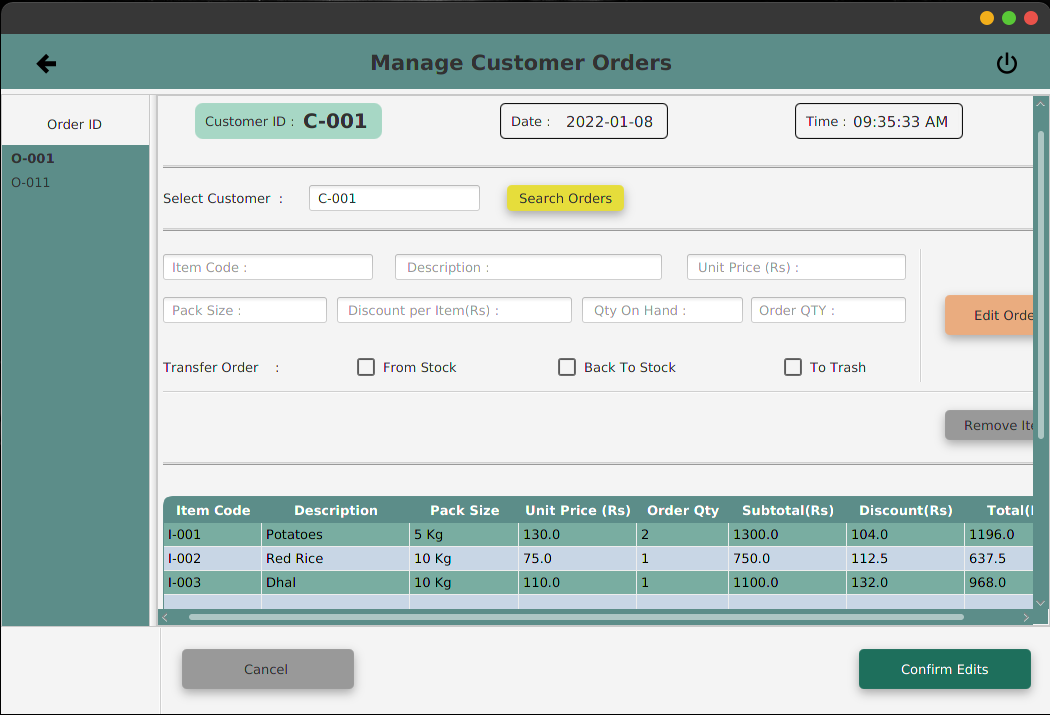 Manage Customer Orders
Order ID
O-001
O-011
Customer ID : C-001 Date : 2022-01-08 Time : 09:35:33 AM
Select Customer : C-001 Search Orders
Item Code : Description : Unit Price (Rs) :
Pack Size : Discount per Item(Rs) : Qty On Hand : Order QTY :
Edit Orde
Transfer Order : From Stock Back To Stock To Trash
Remove Ite
Item Code Description Pack Size Unit Price (Rs) Order Qty Subtotal(Rs) Discount(Rs) Total(
I-001 Potatoes 5 Kg 130.0 2 1300.0 104.0 1196.0
I-002 Red Rice 10 Kg 75.0 1 750.0 112.5 637.5
I-003 Dhal 10 Kg 110.0 1 1100.0 132.0 968.0
Cancel Confirm Edits